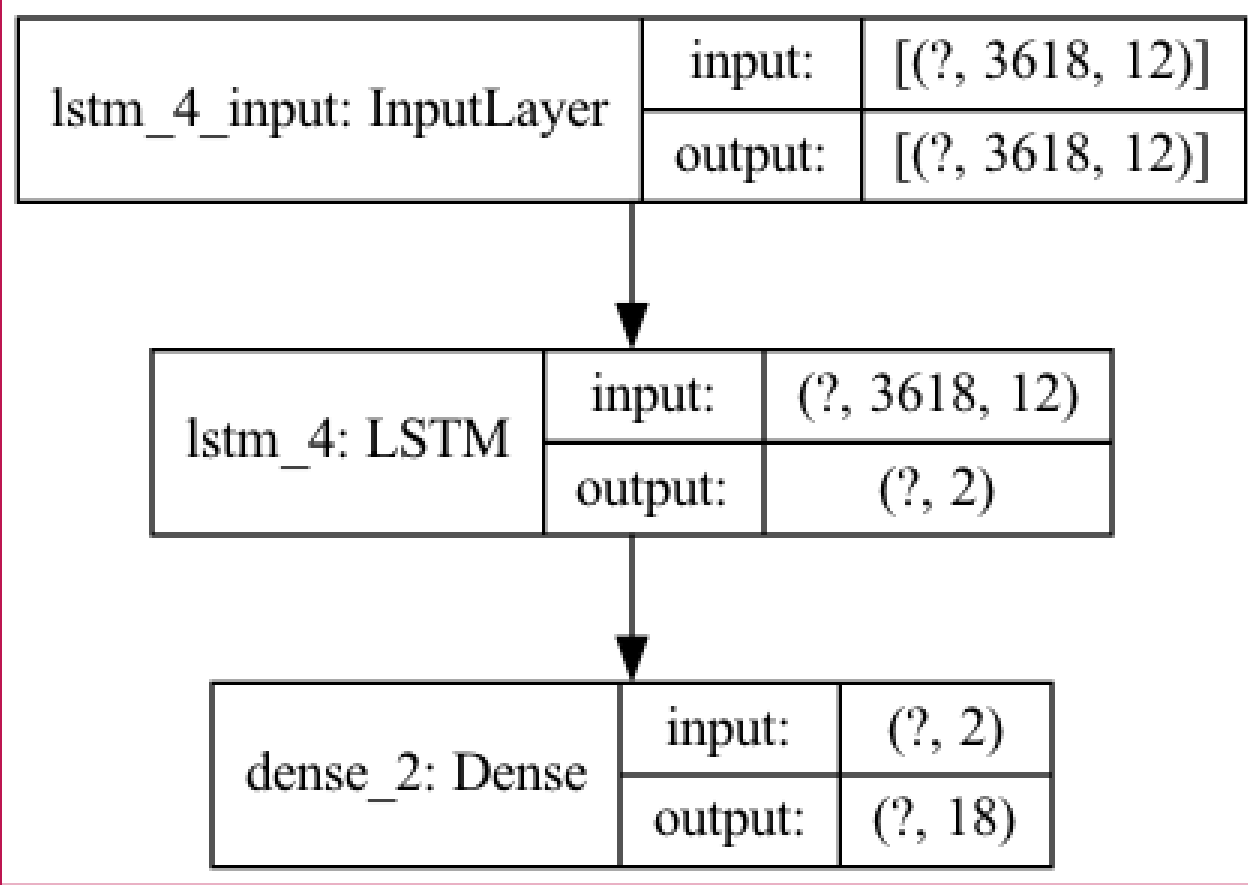 lstm_4_input: InputLayer
input: [(?, 3618, 12)]
output: [(?, 3618, 12)]
lstm_4: LSTM
input: (?, 3618, 12)
output: (?, 2)
dense_2: Dense
input: (?, 2)
output: (?, 18)